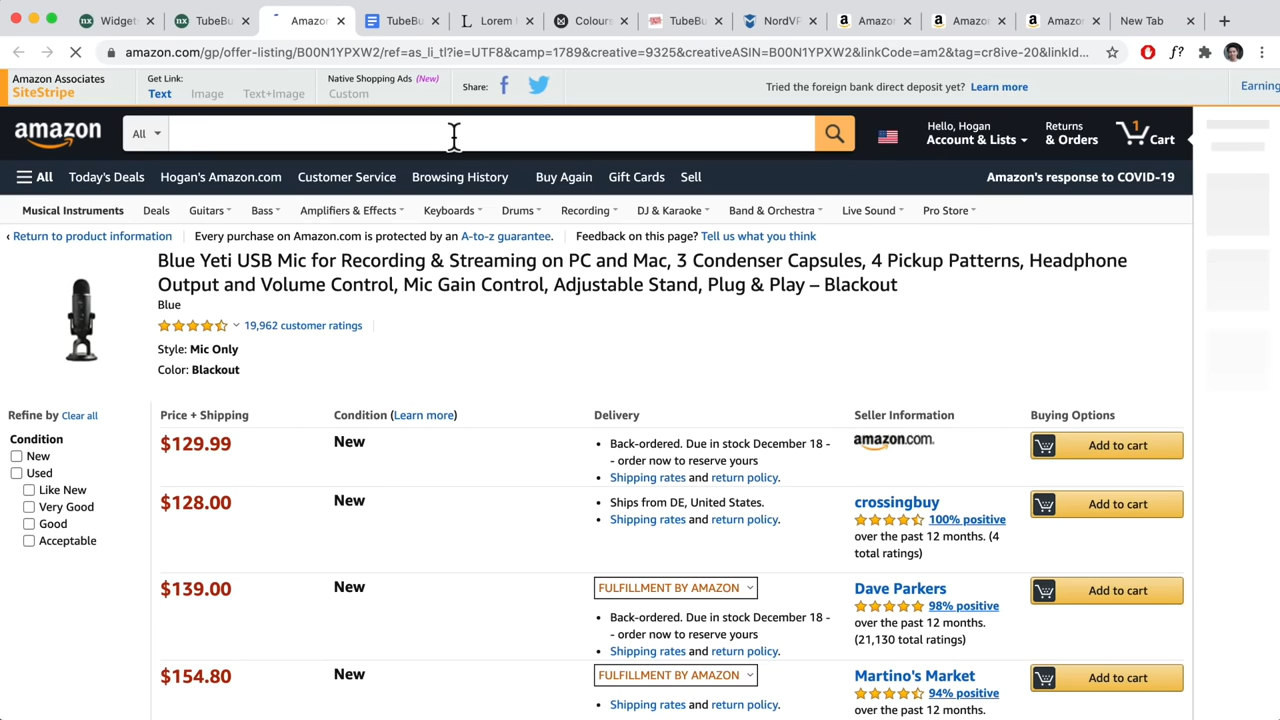 Widget
TubeBu
Amazon
TubeBu
Lorem
Colours
TubeBu
NordVP
Amazon
Amazon
Amazon
New Tab
amazon.com/gp/offer-listing/B00N1YPXW2/ref=as_li_tl?ie=UTF8&camp=1789&creative=9325&creativeASIN=B00N1YPXW2&linkCode=am2&tag=cr8ive-20&linkId...
f?
Amazon Associates
SiteStripe
Get Link:
Text Image Text+Image
Native Shopping Ads (New)
Custom
Share:
Tried the foreign bank direct deposit yet? Learn more
Earning
amazon
All
Hello, Hogan
Account & Lists
Returns
& Orders
1
Cart
All Today's Deals Hogan's Amazon.com Customer Service Browsing History Buy Again Gift Cards Sell
Amazon's response to COVID-19
Musical Instruments Deals Guitars Bass Amplifiers & Effects Keyboards Drums Recording DJ & Karaoke Band & Orchestra Live Sound Pro Store
‹ Return to product information Every purchase on Amazon.com is protected by an A-to-z guarantee. Feedback on this page? Tell us what you think
Blue Yeti USB Mic for Recording & Streaming on PC and Mac, 3 Condenser Capsules, 4 Pickup Patterns, Headphone
Output and Volume Control, Mic Gain Control, Adjustable Stand, Plug & Play – Blackout
Blue
19,962 customer ratings
Style: Mic Only
Color: Blackout
Refine by Clear all
Condition
New
Used
Like New
Very Good
Good
Acceptable
Price + Shipping Condition (Learn more) Delivery Seller Information Buying Options
$129.99
New
Back-ordered. Due in stock December 18 -
- order now to reserve yours
Shipping rates and return policy.
amazon.com.
Add to cart
$128.00
New
Ships from DE, United States.
Shipping rates and return policy.
crossingbuy
100% positive
over the past 12 months. (4
total ratings)
Add to cart
$139.00
New
FULFILLMENT BY AMAZON
Back-ordered. Due in stock December 18 -
- order now to reserve yours
Shipping rates and return policy.
Dave Parkers
98% positive
over the past 12 months.
(21,130 total ratings)
Add to cart
$154.80
New
FULFILLMENT BY AMAZON
Shipping rates and return policy.
Martino's Market
94% positive
over the past 12 months.
Add to cart